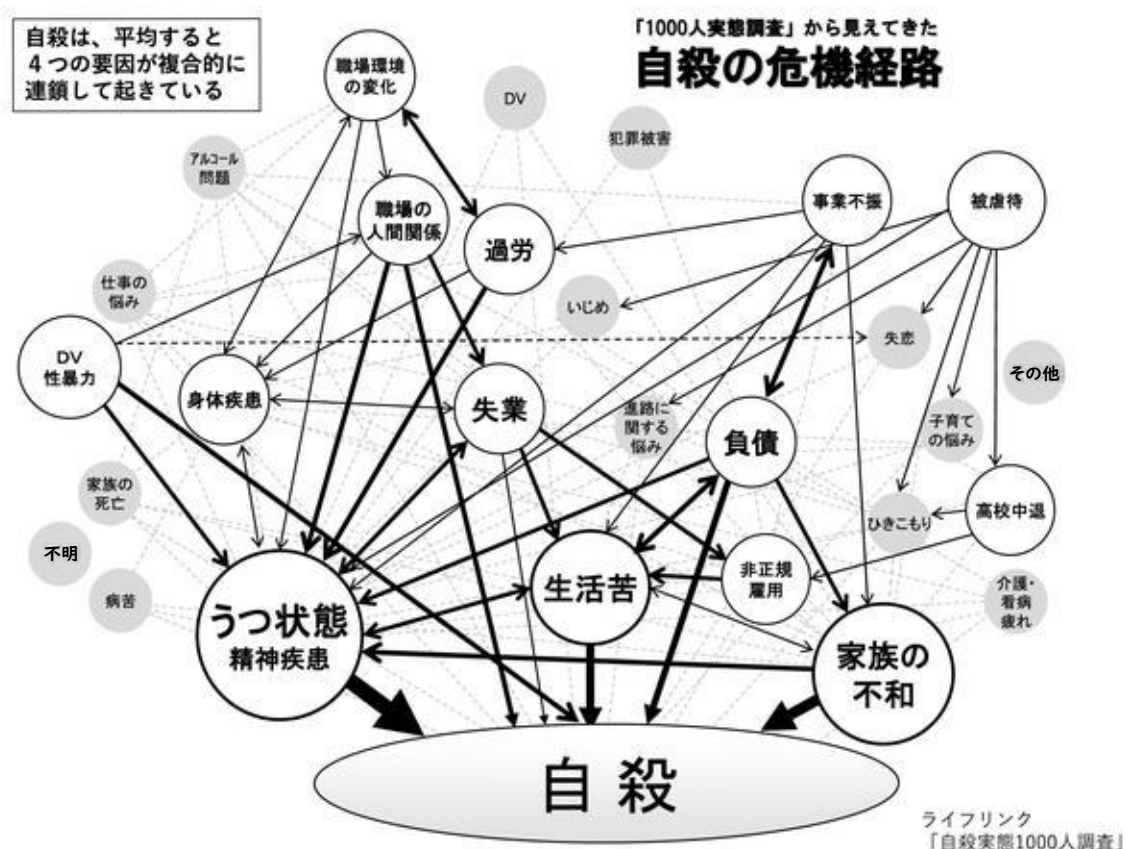 自殺は、平均すると
4つの要因が複合的に
連鎖して起きている
「1000人実態調査」から見えてきた
自殺の危機経路
職場環境
の変化
DV
犯罪被害
アルコール
問題
職場の
人間関係
過労
事業不振
被虐待
仕事の
悩み
いじめ
失恋
DV
性暴力
その他
身体疾患
失業
進路に
関する
悩み
負債
子育て
の悩み
家族の
死亡
ひきこもり
高校中退
不明
病苦
うつ状態
精神疾患
生活苦
非正規
雇用
介護・
看病
疲れ
家族の
不和
自殺
ライフリンク
「自殺実態1000人調査」